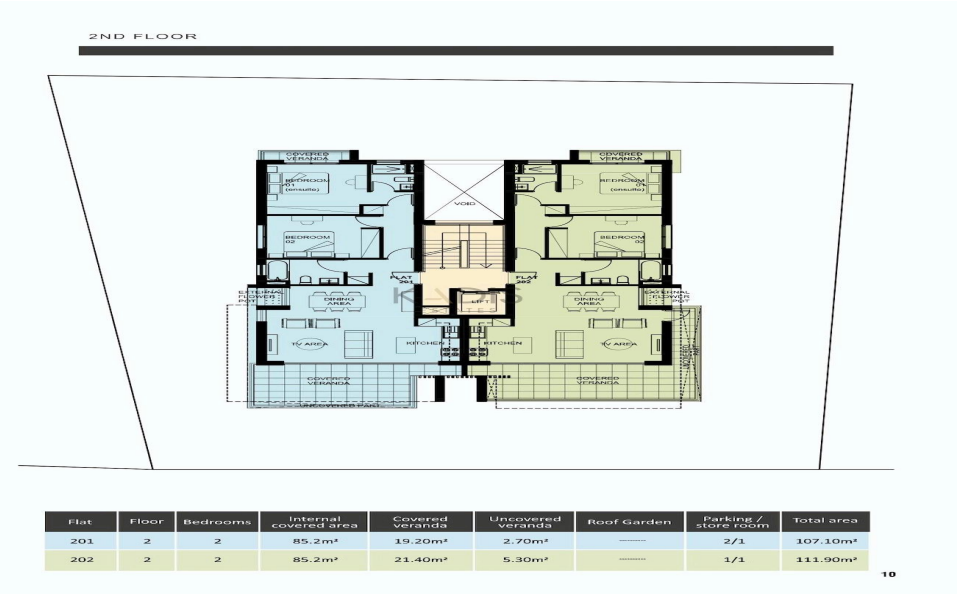 2ND FLOOR
COVERED
VERANDA
COVERED
VERANDA
BEDROOM
01
(ensuite)
BEDROOM
01
(ensuite)
VOID
BEDROOM
02
BEDROOM
02
FLAT
201
FLAT
202
EXTERNAL
FLOWER
POT
DINING
AREA
LIFT
DINING
AREA
EXTERNAL
FLOWER
POT
TV AREA
KITCHEN
KITCHEN
TV AREA
COVERED
VERANDA
COVERED
VERANDA
UNCOVERED PART
Flat Floor Bedrooms Internal covered area Covered veranda Uncovered veranda Roof Garden Parking / store room Total area
201 2 2 85.2m² 19.20m² 2.70m² -------- 2/1 107.10m²
202 2 2 85.2m² 21.40m² 5.30m² -------- 1/1 111.90m²
10